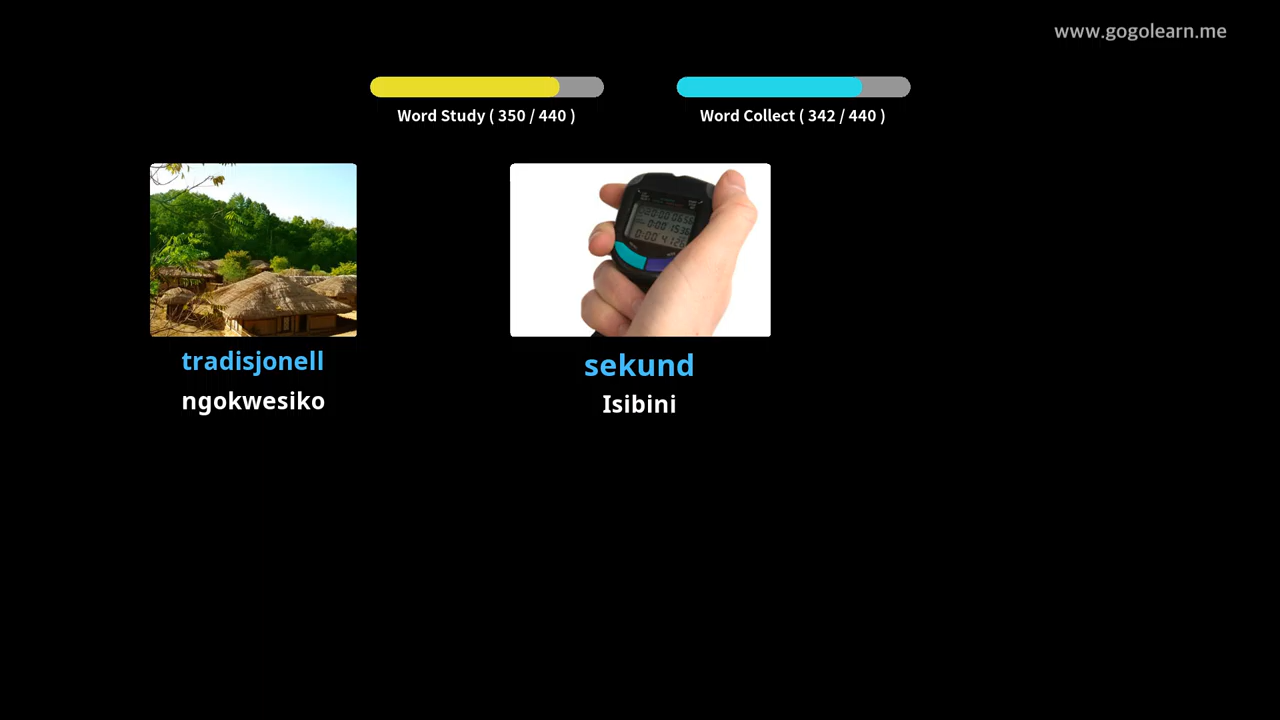 www.gogolearn.me
Word Study ( 350 / 440 )
Word Collect ( 342 / 440 )
tradisjonell
ngokwesiko
sekund
Isibini